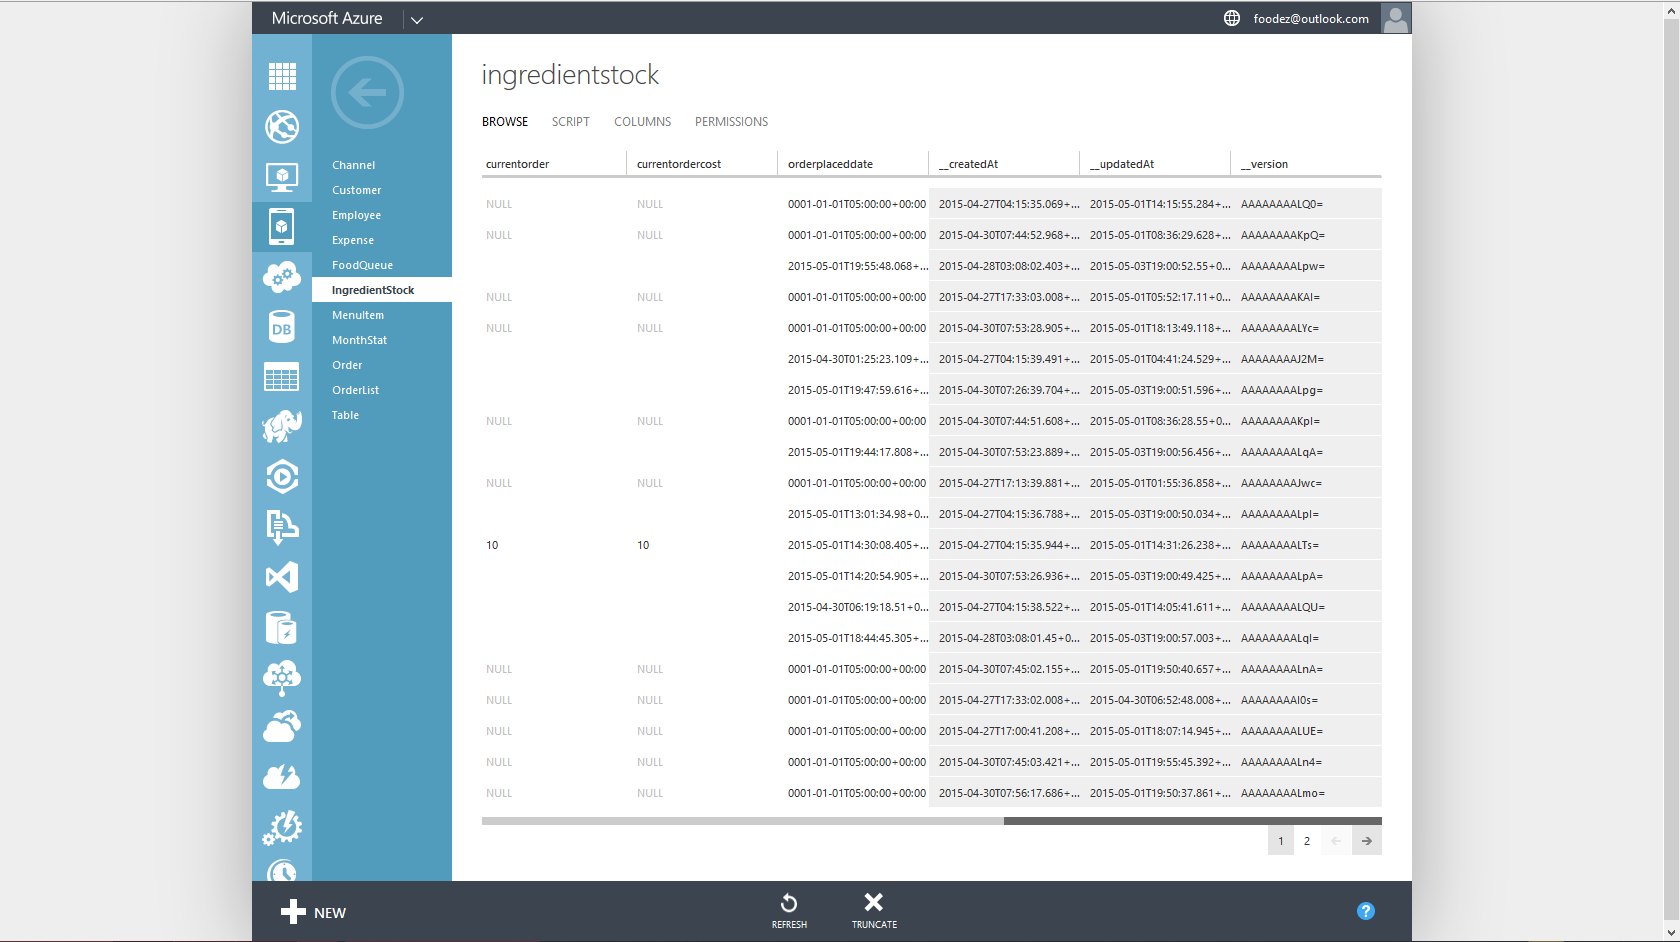 Microsoft Azure
foodez@outlook.com
ingredientstock
BROWSE SCRIPT COLUMNS PERMISSIONS
Channel
Customer
Employee
Expense
FoodQueue
IngredientStock
MenuItem
MonthStat
Order
OrderList
Table
DB
currentorder currentordercost orderplaceddate __createdAt __updatedAt __version
NULL NULL 0001-01-01T05:00:00+00:00 2015-04-27T04:15:35.069+... 2015-05-01T14:15:55.284+... AAAAAAAALQ0=
NULL NULL 0001-01-01T05:00:00+00:00 2015-04-30T07:44:52.968+... 2015-05-01T08:36:29.628+... AAAAAAAAKpQ=
2015-05-01T19:55:48.068+... 2015-04-28T03:08:02.403+... 2015-05-03T19:00:52.55+0... AAAAAAAALpw=
NULL NULL 0001-01-01T05:00:00+00:00 2015-04-27T17:33:03.008+... 2015-05-01T05:52:17.11+0... AAAAAAAAKAI=
NULL NULL 0001-01-01T05:00:00+00:00 2015-04-30T07:53:28.905+... 2015-05-01T18:13:49.118+... AAAAAAAALYc=
2015-04-30T01:25:23.109+... 2015-04-27T04:15:39.491+... 2015-05-01T04:41:24.529+... AAAAAAAAJ2M=
2015-05-01T19:47:59.616+... 2015-04-30T07:26:39.704+... 2015-05-03T19:00:51.596+... AAAAAAAALpg=
NULL NULL 0001-01-01T05:00:00+00:00 2015-04-30T07:44:51.608+... 2015-05-01T08:36:28.55+0... AAAAAAAAKpI=
2015-05-01T19:44:17.808+... 2015-04-30T07:53:23.889+... 2015-05-03T19:00:56.456+... AAAAAAAALqA=
NULL NULL 0001-01-01T05:00:00+00:00 2015-04-27T17:13:39.881+... 2015-05-01T01:55:36.858+... AAAAAAAAJwc=
2015-05-01T13:01:34.98+0... 2015-04-27T04:15:36.788+... 2015-05-03T19:00:50.034+... AAAAAAAALpI=
10 10 2015-05-01T14:30:08.405+... 2015-04-27T04:15:35.944+... 2015-05-01T14:31:26.238+... AAAAAAAALTs=
2015-05-01T14:20:54.905+... 2015-04-30T07:53:26.936+... 2015-05-03T19:00:49.425+... AAAAAAAALpA=
2015-04-30T06:19:18.51+0... 2015-04-27T04:15:38.522+... 2015-05-01T14:05:41.611+... AAAAAAAALQU=
2015-05-01T18:44:45.305+... 2015-04-28T03:08:01.45+0... 2015-05-03T19:00:57.003+... AAAAAAAALqI=
NULL NULL 0001-01-01T05:00:00+00:00 2015-04-30T07:45:02.155+... 2015-05-01T19:50:40.657+... AAAAAAAALnA=
NULL NULL 0001-01-01T05:00:00+00:00 2015-04-27T17:33:02.008+... 2015-04-30T06:52:48.008+... AAAAAAAAI0s=
NULL NULL 0001-01-01T05:00:00+00:00 2015-04-27T17:00:41.208+... 2015-05-01T18:07:14.945+... AAAAAAAALUE=
NULL NULL 0001-01-01T05:00:00+00:00 2015-04-30T07:45:03.421+... 2015-05-01T19:55:45.392+... AAAAAAAALn4=
NULL NULL 0001-01-01T05:00:00+00:00 2015-04-30T07:56:17.686+... 2015-05-01T19:50:37.861+... AAAAAAAALmo=
1 2
NEW
REFRESH
TRUNCATE
?